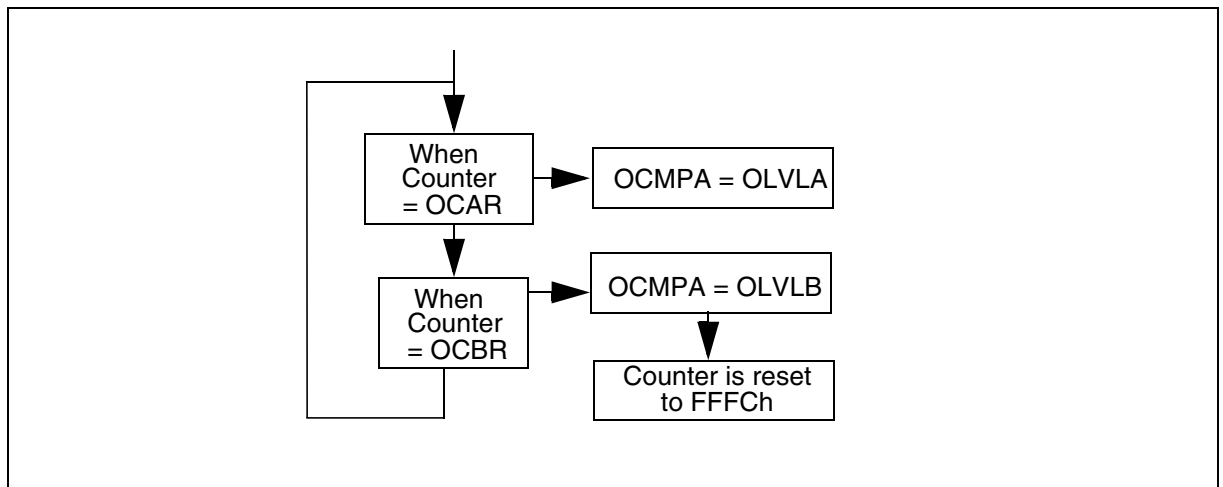 When
Counter
= OCAR
OCMPA = OLVLA
When
Counter
= OCBR
OCMPA = OLVLB
Counter is reset
to FFFCh